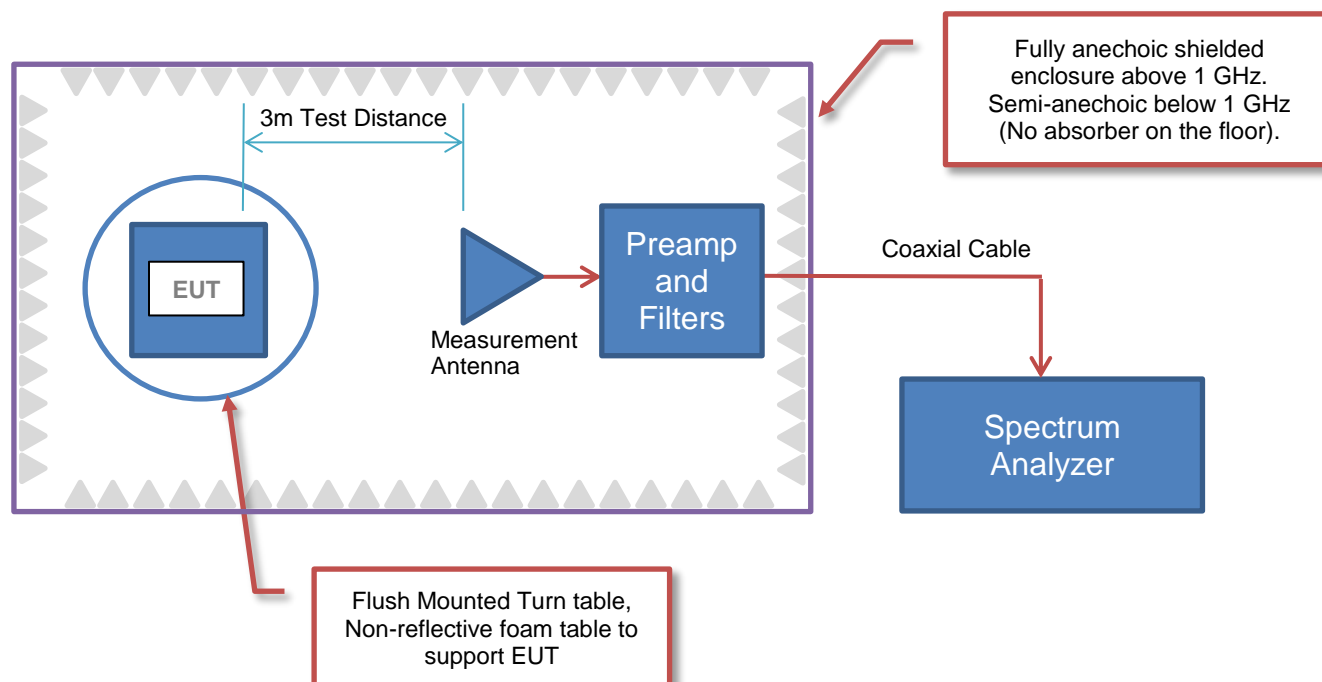 Fully anechoic shielded
enclosure above 1 GHz.
Semi-anechoic below 1 GHz
(No absorber on the floor).
3m Test Distance
EUT
Measurement
Antenna
Preamp
and
Filters
Coaxial Cable
Spectrum
Analyzer
Flush Mounted Turn table,
Non-reflective foam table to
support EUT